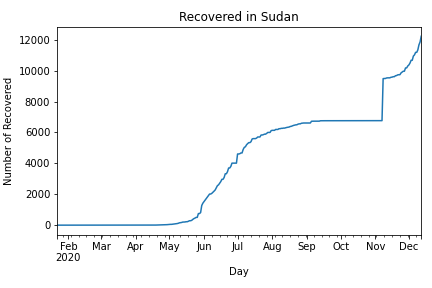 Recovered in Sudan
Number of Recovered
12000
10000
8000
6000
4000
2000
0
Feb Mar Apr May Jun Jul Aug Sep Oct Nov Dec
2020
Day